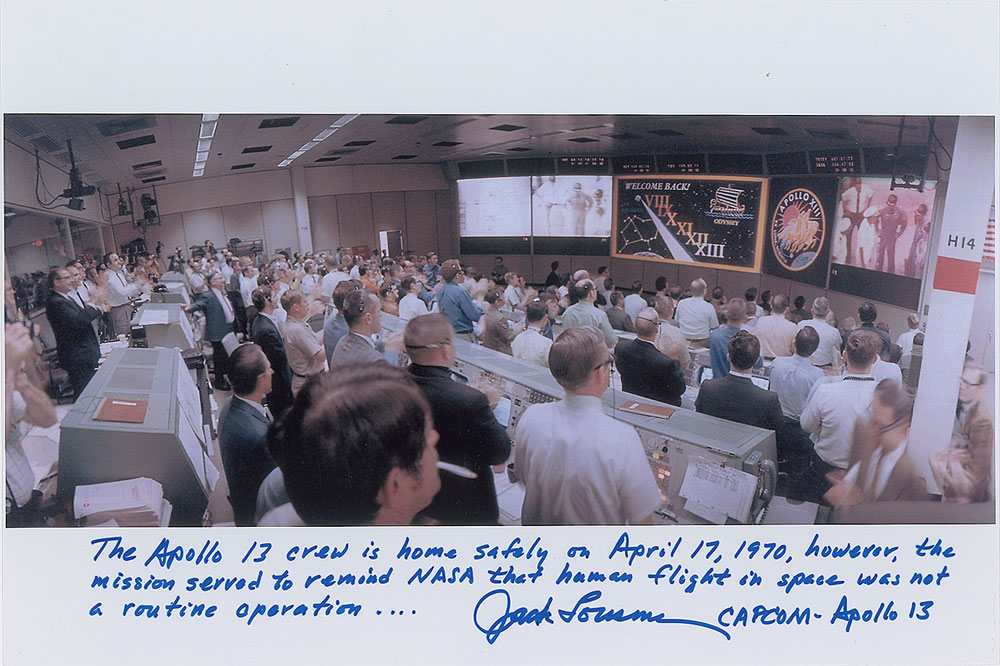 WELCOME BACK!
VIII
IX
XI
XII
XIII
ODYSSEY
APOLLO XIII
H14
The Apollo 13 crew is home safely on April 17, 1970, however, the
mission served to remind NASA that human flight in space was not
a routine operation ....
Jack Lousma CAPCOM - Apollo 13